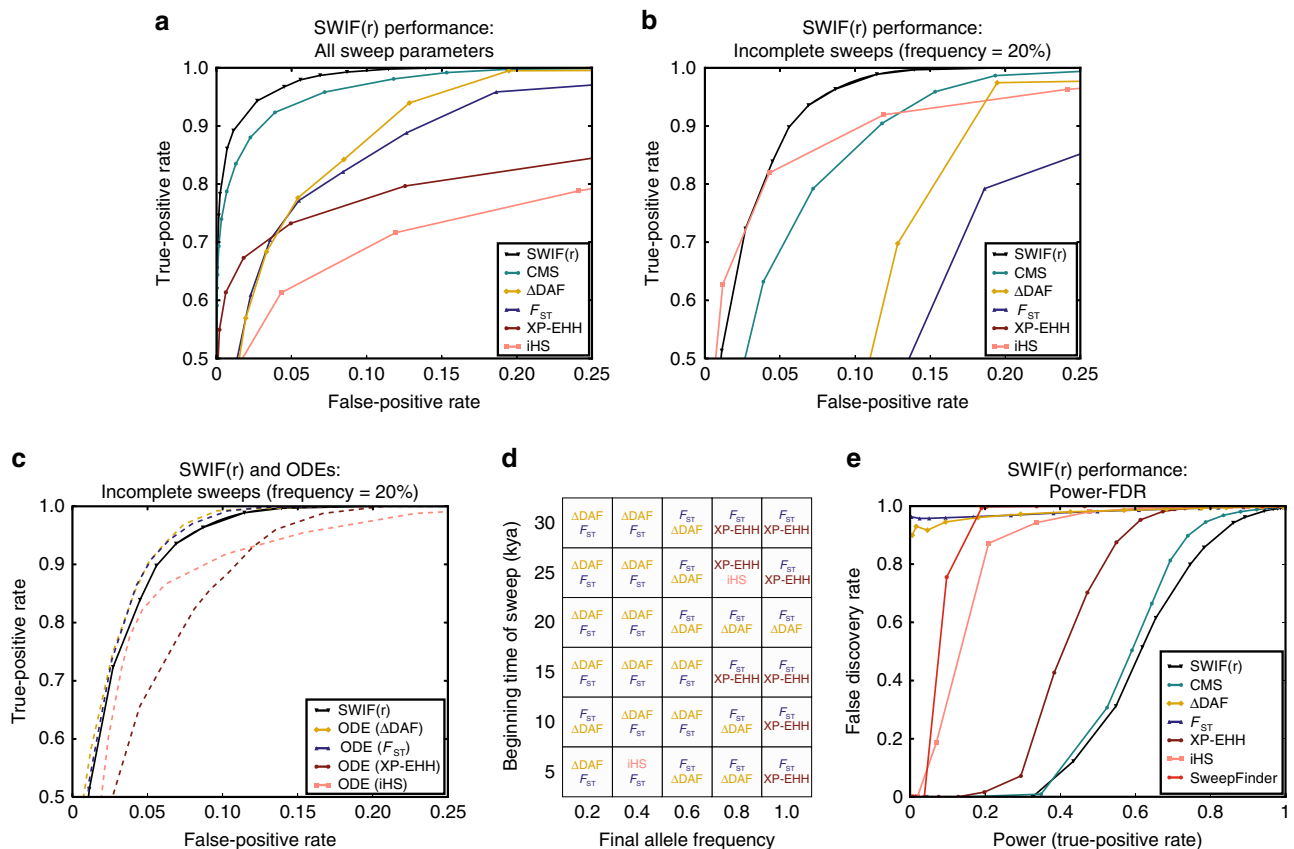 a
SWIF(r) performance:
All sweep parameters
True-positive rate
1.0
0.9
0.8
0.7
0.6
0.5
0
0.05
0.10
0.15
0.20
0.25
False-positive rate
SWIF(r)
CMS
ΔDAF
FST
XP-EHH
iHS
b
SWIF(r) performance:
Incomplete sweeps (frequency = 20%)
True-positive rate
1.0
0.9
0.8
0.7
0.6
0.5
0
0.05
0.10
0.15
0.20
0.25
False-positive rate
SWIF(r)
CMS
ΔDAF
FST
XP-EHH
iHS
c
SWIF(r) and ODEs:
Incomplete sweeps (frequency = 20%)
True-positive rate
1.0
0.9
0.8
0.7
0.6
0.5
0
0.05
0.10
0.15
0.20
0.25
False-positive rate
SWIF(r)
ODE (ΔDAF)
ODE (FST)
ODE (XP-EHH)
ODE (iHS)
d
Beginning time of sweep (kya)
30
ΔDAF ΔDAF FST FST FST
FST FST ΔDAF XP-EHH XP-EHH
25
ΔDAF ΔDAF FST XP-EHH FST
FST FST ΔDAF iHS XP-EHH
20
ΔDAF ΔDAF FST FST FST
FST FST ΔDAF ΔDAF ΔDAF
15
ΔDAF ΔDAF ΔDAF FST FST
FST FST FST XP-EHH XP-EHH
10
FST ΔDAF ΔDAF FST FST
ΔDAF FST FST ΔDAF XP-EHH
5
ΔDAF iHS FST FST FST
FST FST ΔDAF ΔDAF XP-EHH
0.2 0.4 0.6 0.8 1.0
Final allele frequency
e
SWIF(r) performance:
Power-FDR
False discovery rate
1.0
0.8
0.6
0.4
0.2
0
0
0.2
0.4
0.6
0.8
1
Power (true-positive rate)
SWIF(r)
CMS
ΔDAF
FST
XP-EHH
iHS
SweepFinder